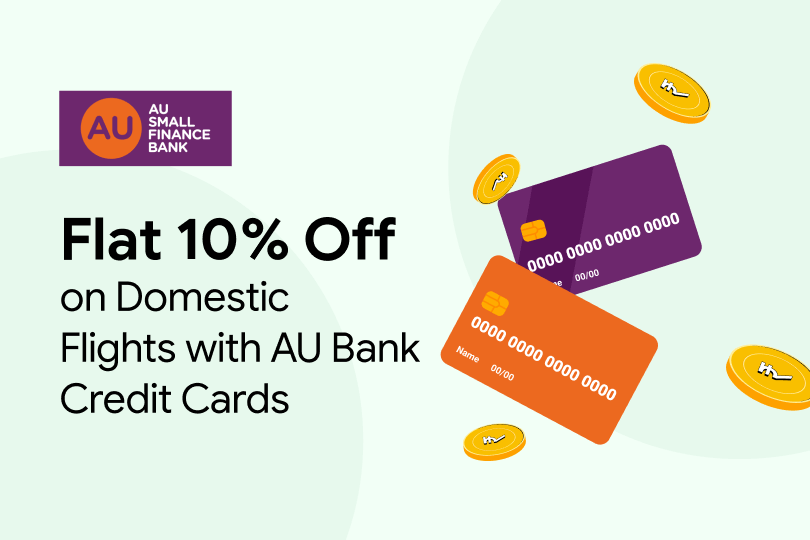 AU
AU
SMALL
FINANCE
BANK
Flat 10% Off
on Domestic
Flights with AU Bank
Credit Cards
0000 0000 0000 0000
00/00
0000 0000 0000 0000
Name
00/00